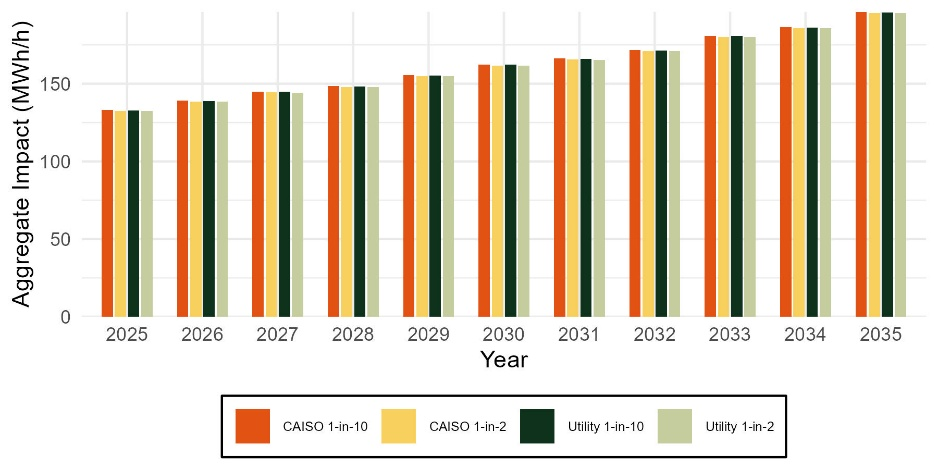 Aggregate Impact (MWh/h)
150
100
50
0
2025 2026 2027 2028 2029 2030 2031 2032 2033 2034 2035
Year
CAISO 1-in-10 CAISO 1-in-2 Utility 1-in-10 Utility 1-in-2